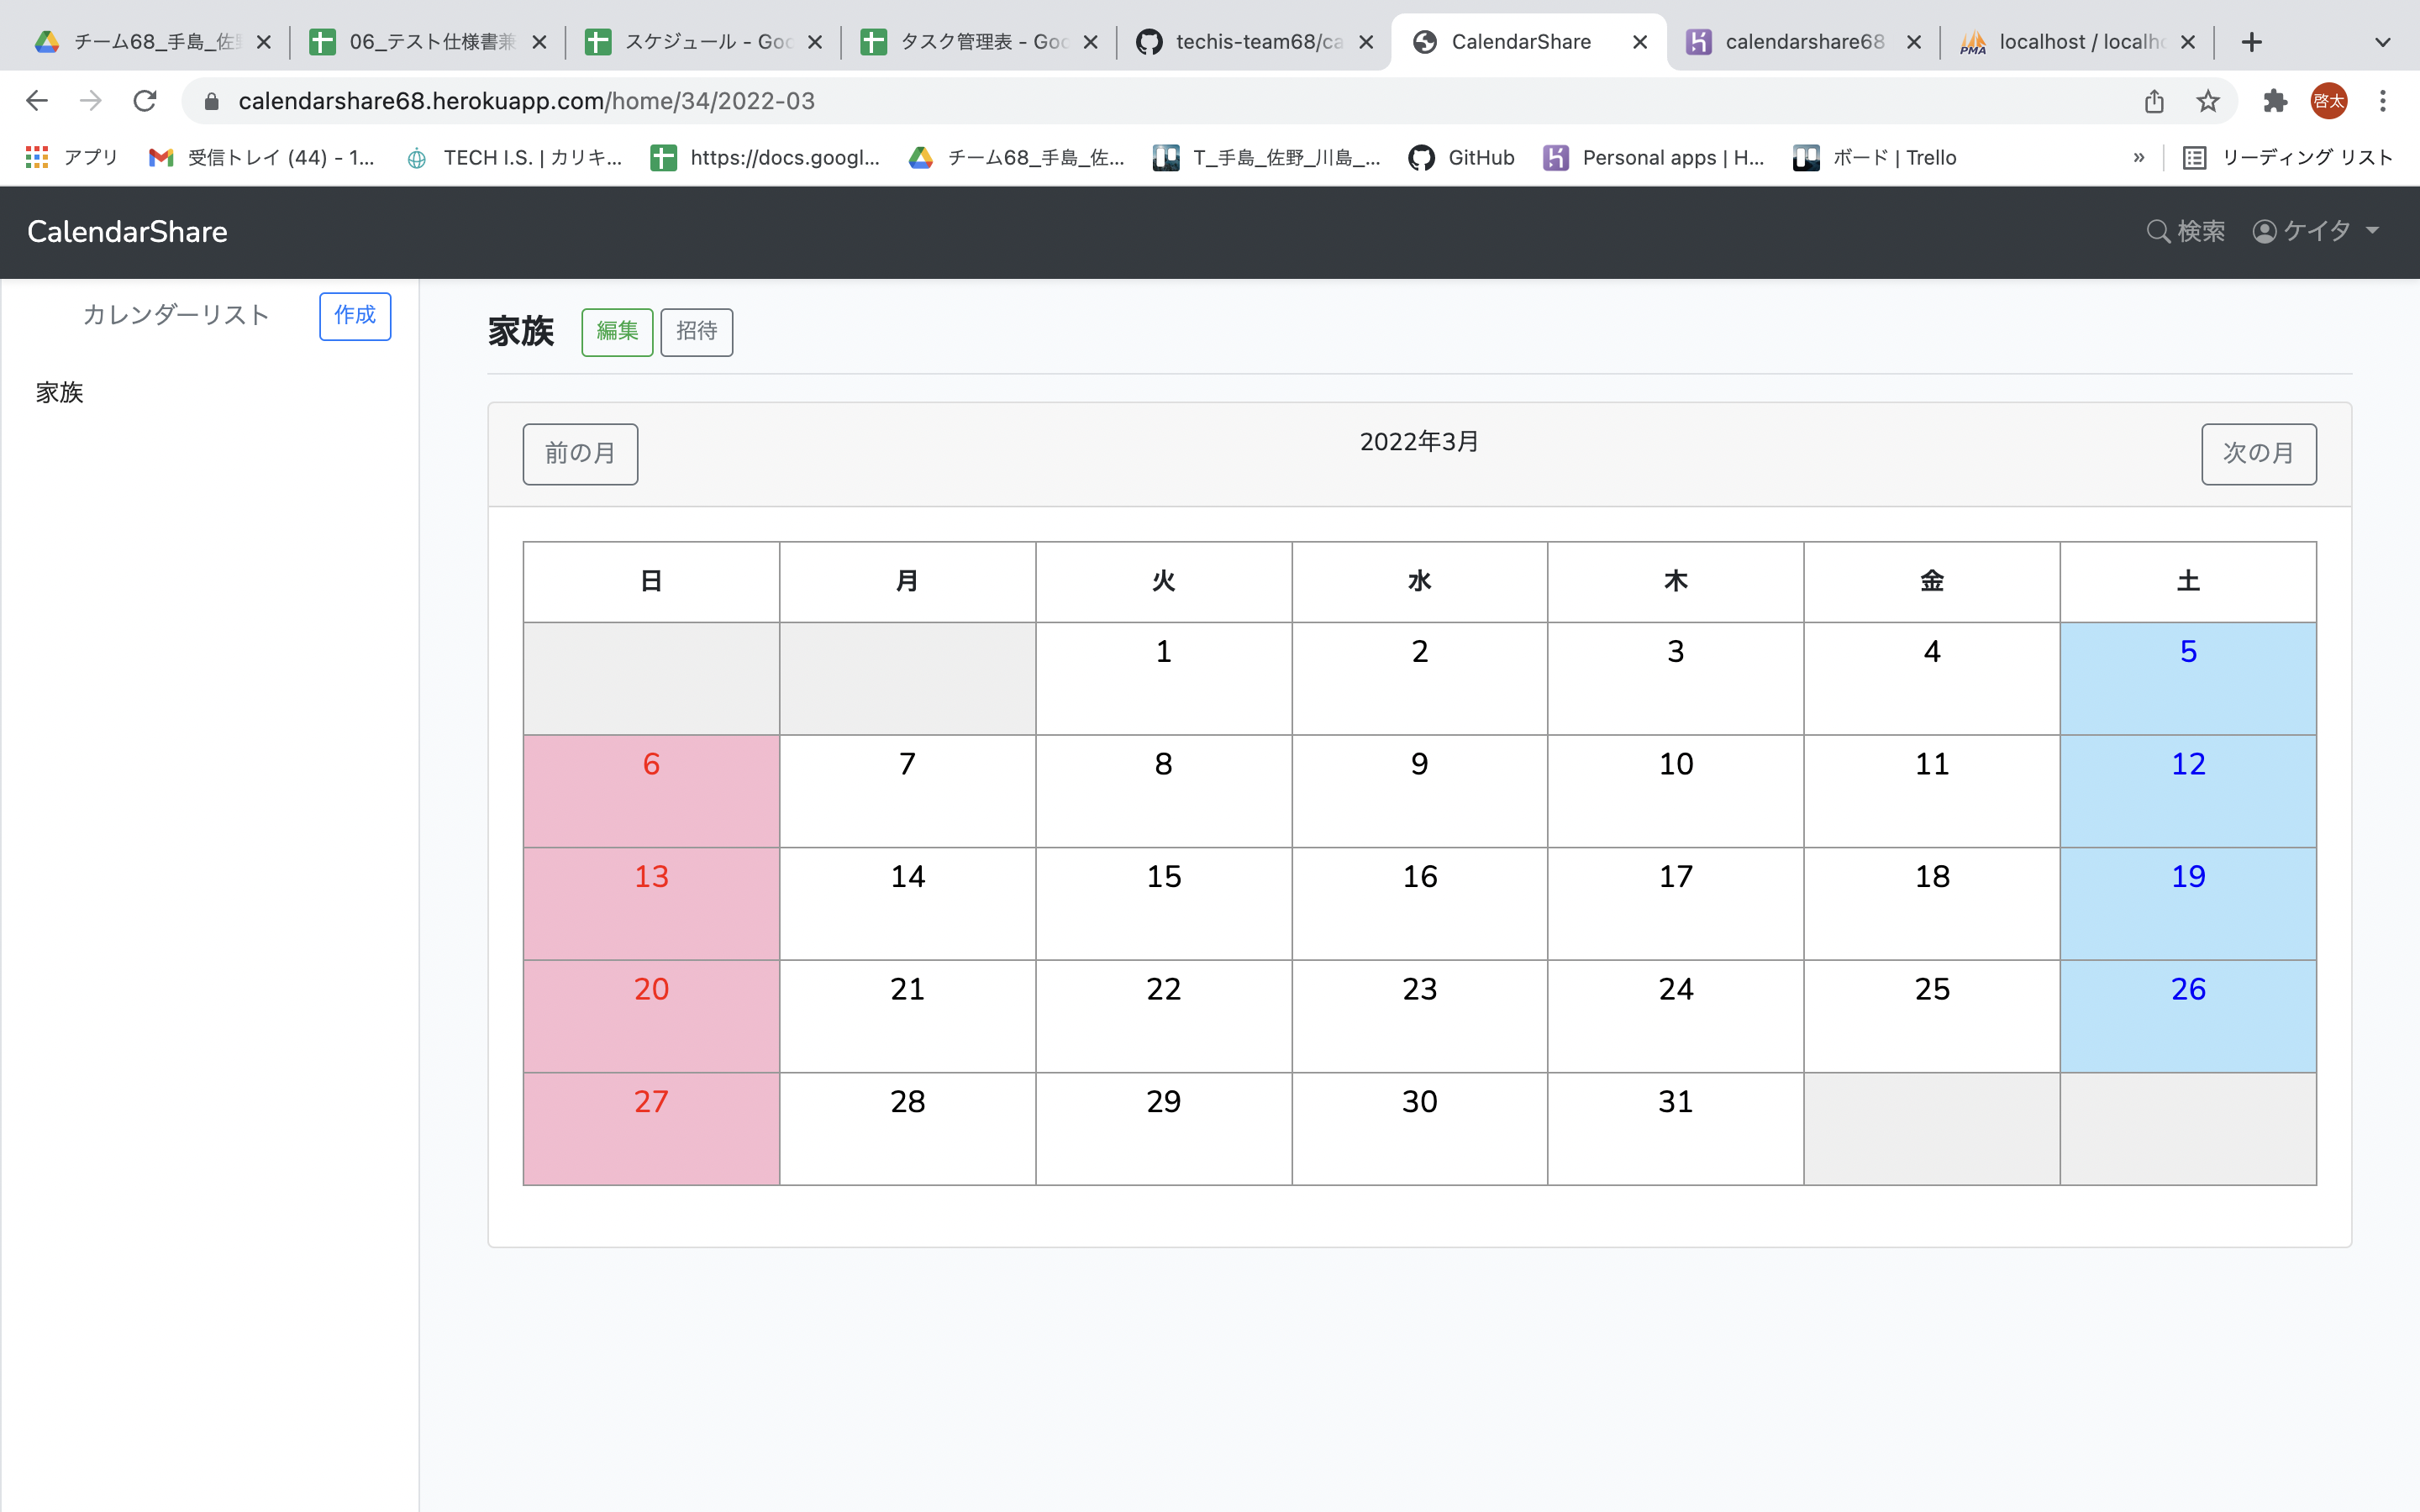 チーム68_手島_佐野
06_テスト仕様書兼
スケジュール - Goo
タスク管理表 - Goo
techis-team68/ca
CalendarShare
calendarshare68
localhost / localho
calendarshare68.herokuapp.com/home/34/2022-03
啓太
アプリ
受信トレイ (44) - 1...
TECH I.S. | カリキ...
https://docs.googl...
チーム68_手島_佐...
T_手島_佐野_川島_...
GitHub
Personal apps | H...
ボード | Trello
»
リーディング リスト
CalendarShare
検索
ケイタ
カレンダーリスト
作成
家族
家族
編集
招待
前の月
2022年3月
次の月
日 月 火 水 木 金 土
1 2 3 4 5
6 7 8 9 10 11 12
13 14 15 16 17 18 19
20 21 22 23 24 25 26
27 28 29 30 31